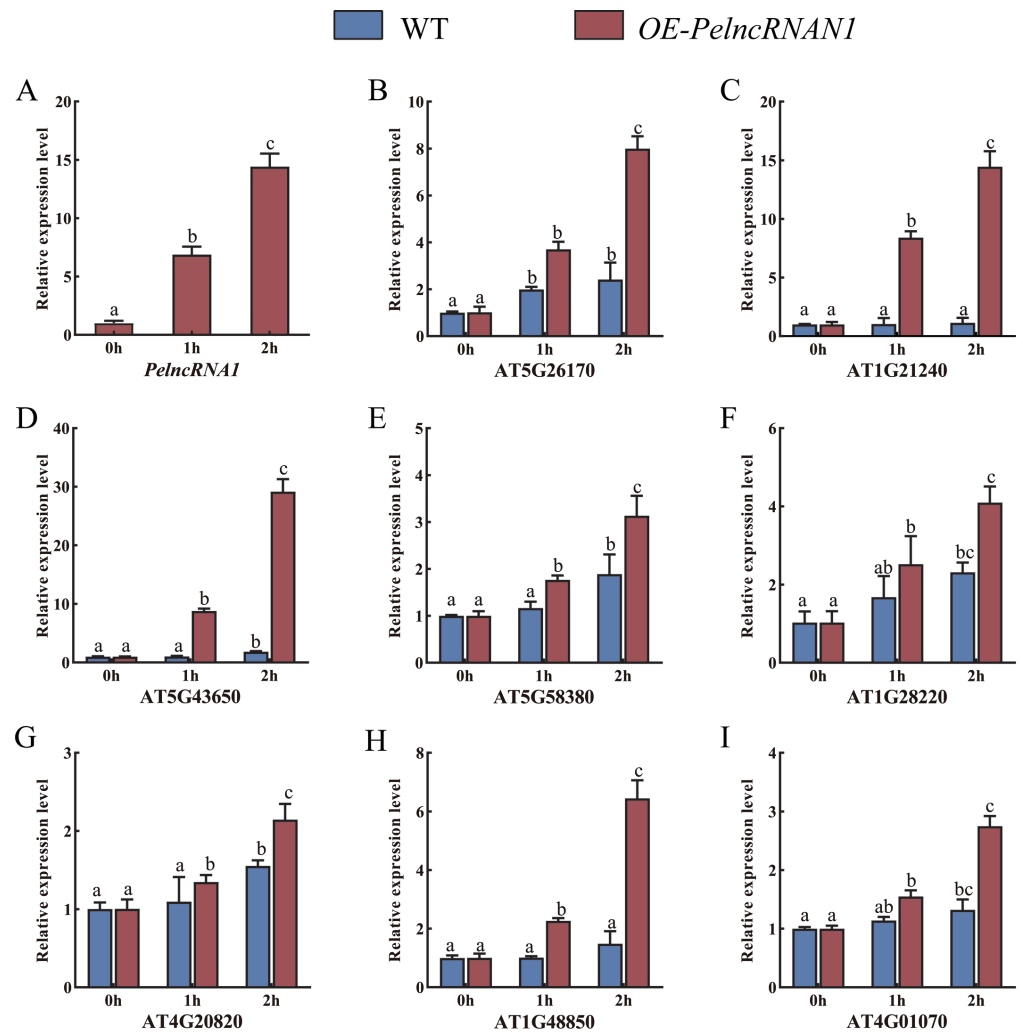 WT OE-PelncRNAN1
A B C
Relative expression level
20
15
10
5
0
a
b
c
0h 1h 2h
PelncRNA1
Relative expression level
10
8
6
4
2
0
a a b b b c
0h 1h 2h
AT5G26170
Relative expression level
20
15
10
5
0
a a a b a c
0h 1h 2h
AT1G21240
D E F
Relative expression level
40
30
20
10
0
a a a b b c
0h 1h 2h
AT5G43650
Relative expression level
5
4
3
2
1
0
a a a b b c
0h 1h 2h
AT5G58380
Relative expression level
6
4
2
0
a a ab b bc c
0h 1h 2h
AT1G28220
G H I
Relative expression level
3
2
1
0
a a a b b c
0h 1h 2h
AT4G20820
Relative expression level
8
6
4
2
0
a a a b a c
0h 1h 2h
AT1G48850
Relative expression level
4
3
2
1
0
a a ab b bc c
0h 1h 2h
AT4G01070